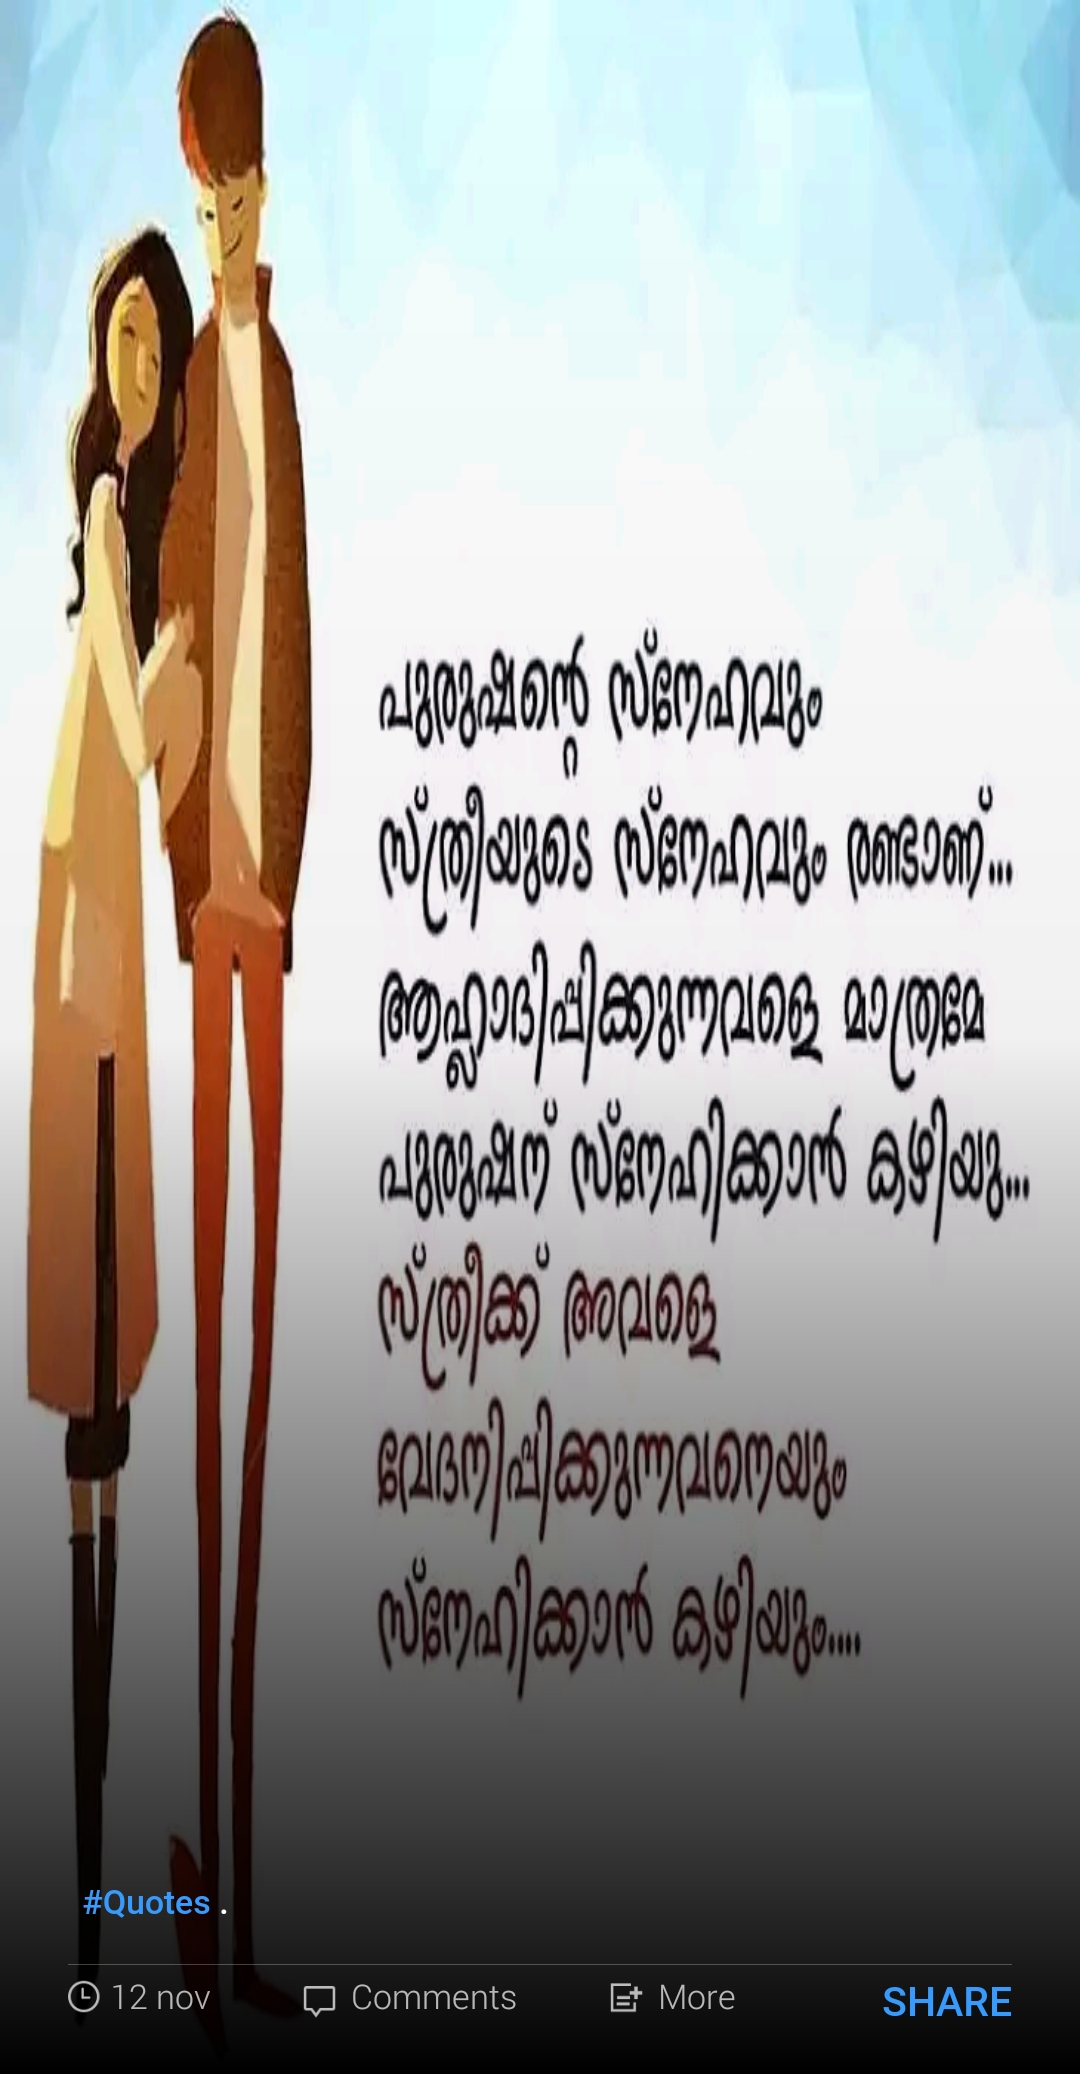 പുരുഷന്റെ സ്നേഹവും
സ്ത്രീയുടെ സ്നേഹവും രണ്ടാണ്...
ആഹ്ലാദിപ്പിക്കുന്നവളെ മാത്രമേ
പുരുഷന് സ്നേഹിക്കാൻ കഴിയു...
സ്ത്രീക്ക് അവളെ
വേദനിപ്പിക്കുന്നവനെയും
സ്നേഹിക്കാൻ കഴിയും....
#Quotes .
12 nov Comments More SHARE